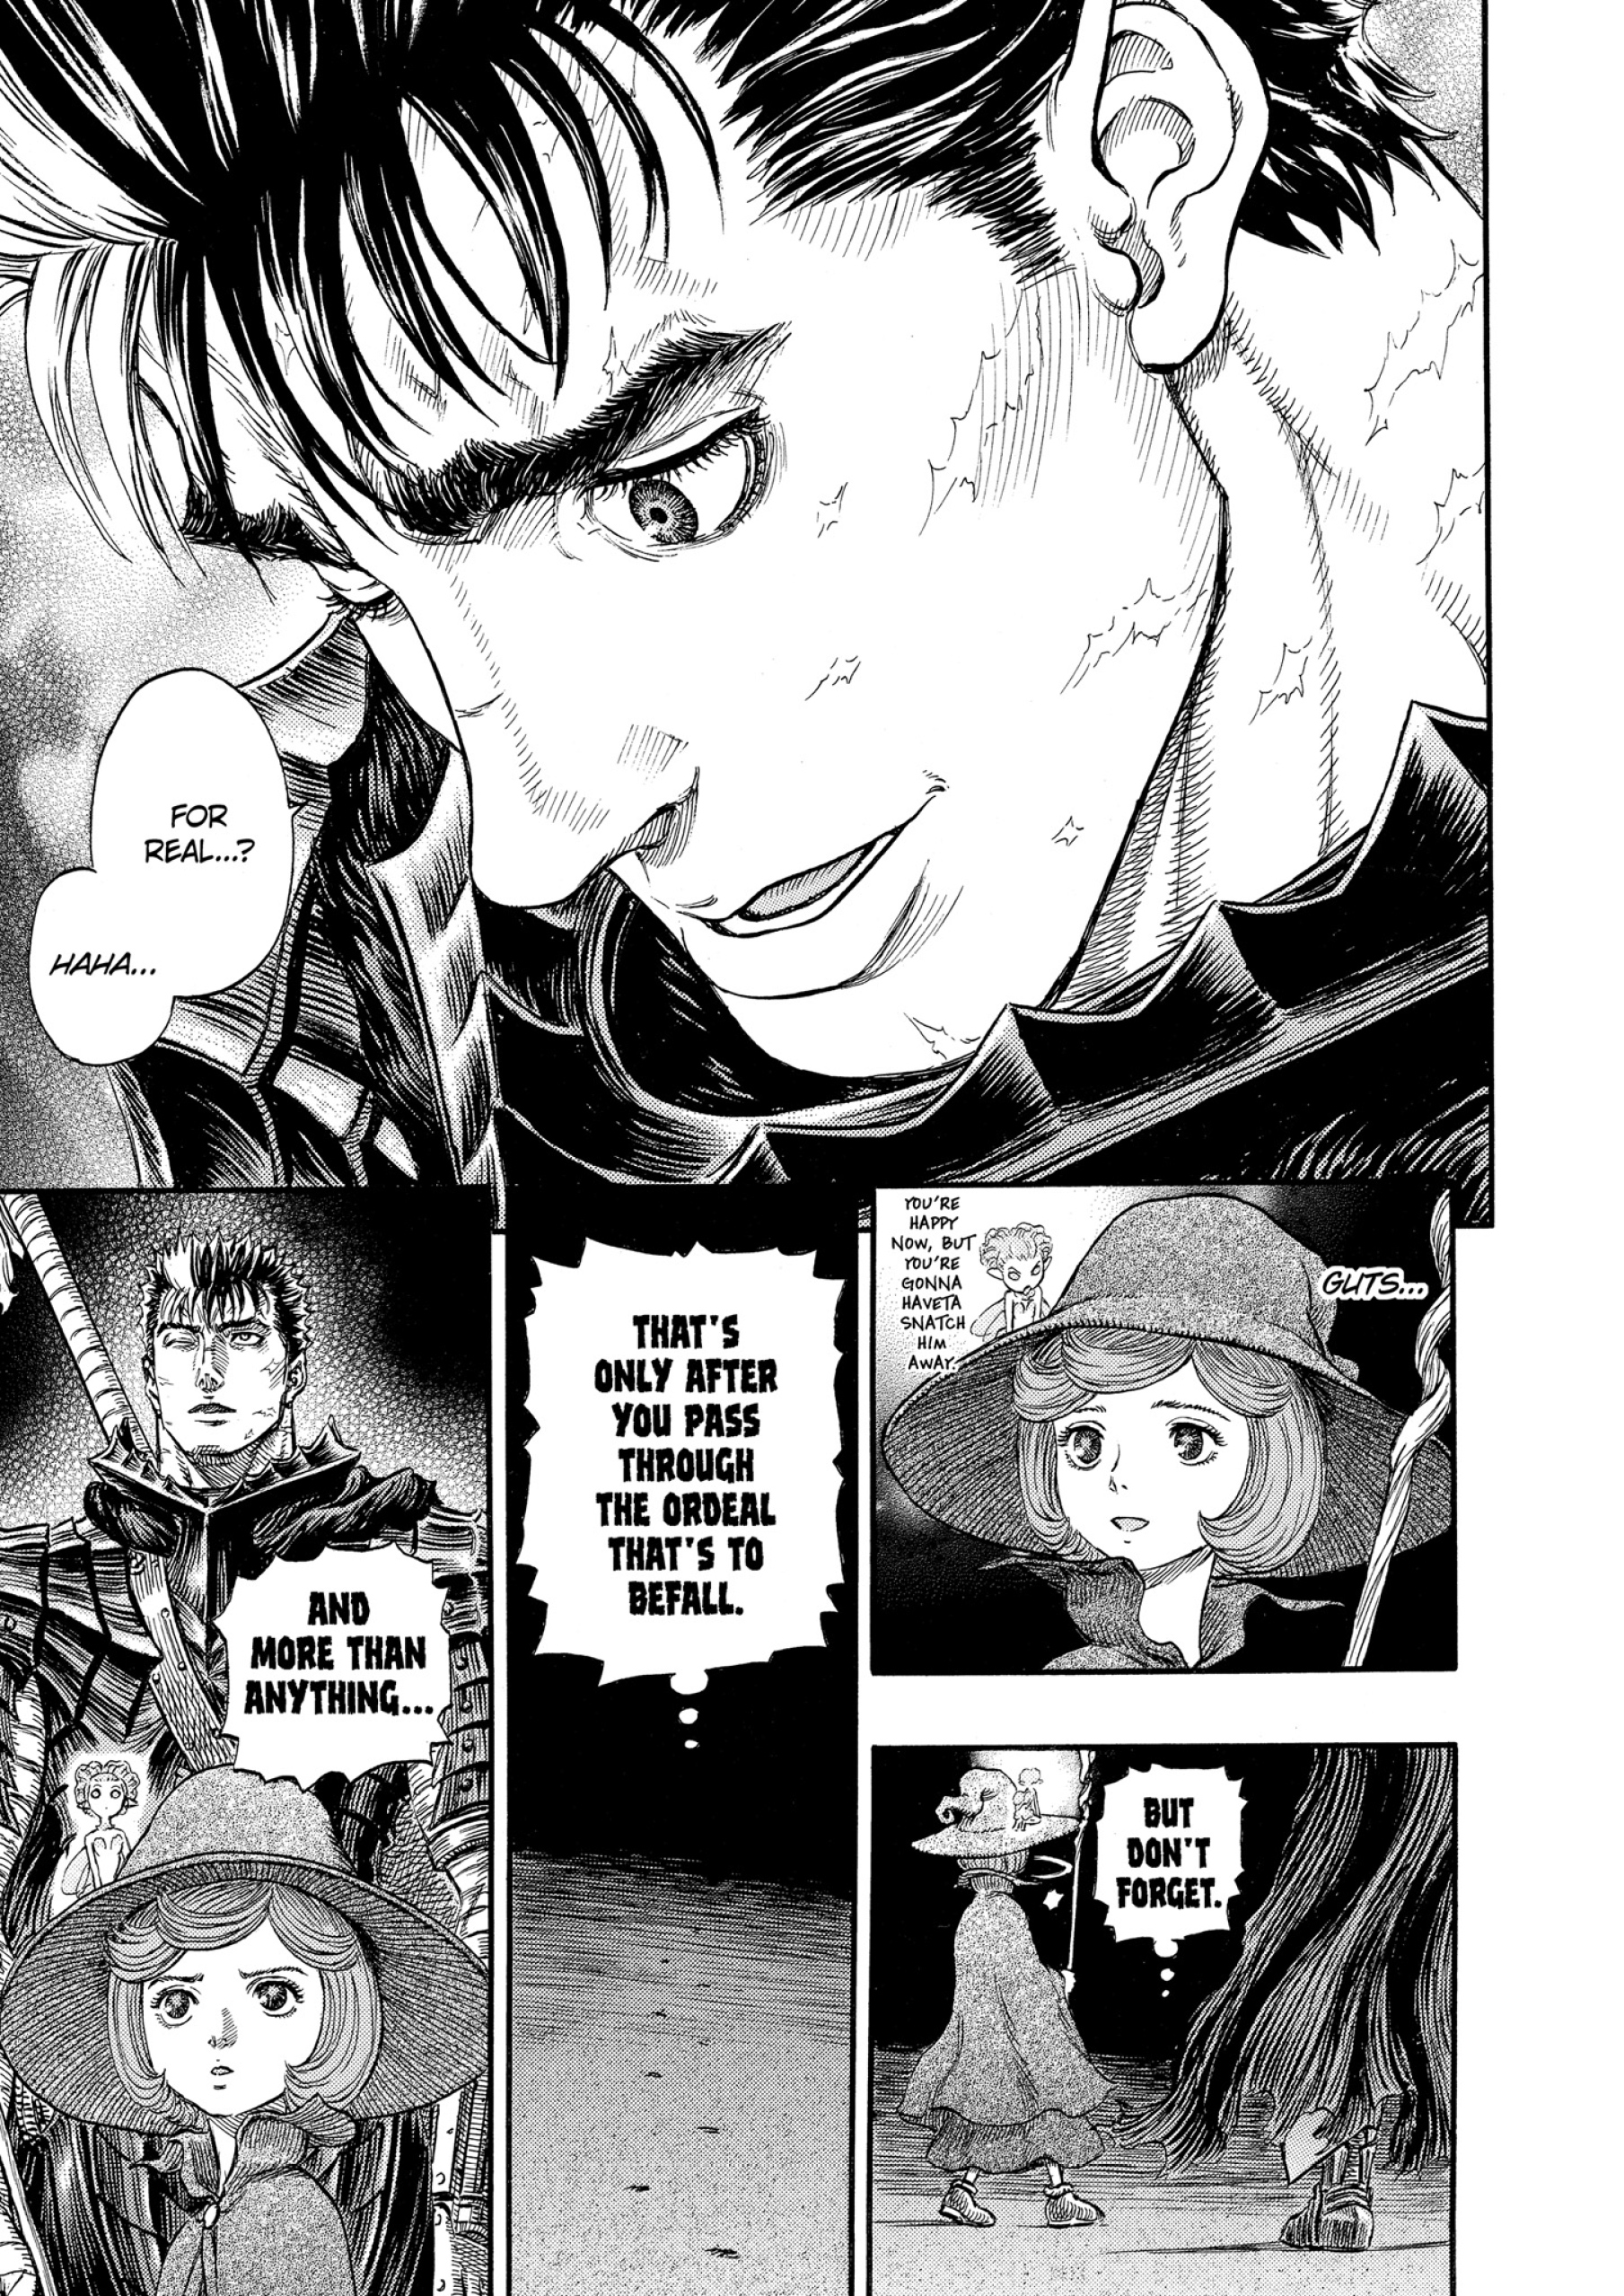 FOR
REAL...?
HAHA...
GUTS...
YOU'RE
HAPPY
NOW, BUT
YOU'RE
GONNA
HAVETA
SNATCH
HIM
AWAY.
BUT
DON'T
FORGET.
THAT'S
ONLY AFTER
YOU PASS
THROUGH
THE ORDEAL
THAT'S TO
BEFALL.
AND
MORE THAN
ANYTHING...